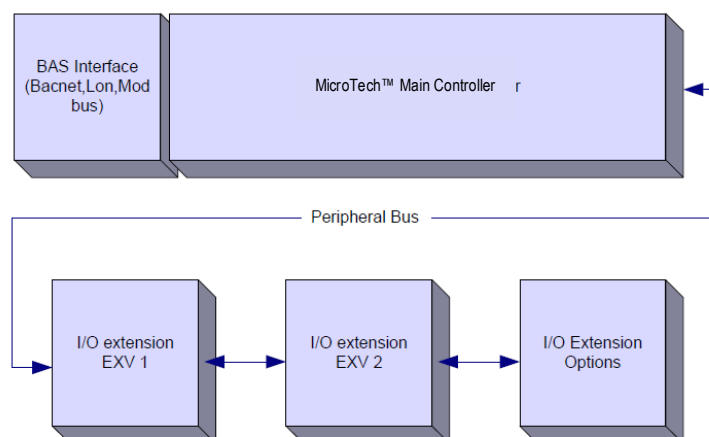 BAS Interface
(Bacnet,Lon,Mod
bus)
MicroTech™ Main Controller r
Peripheral Bus
I/O extension
EXV 1
I/O extension
EXV 2
I/O Extension
Options